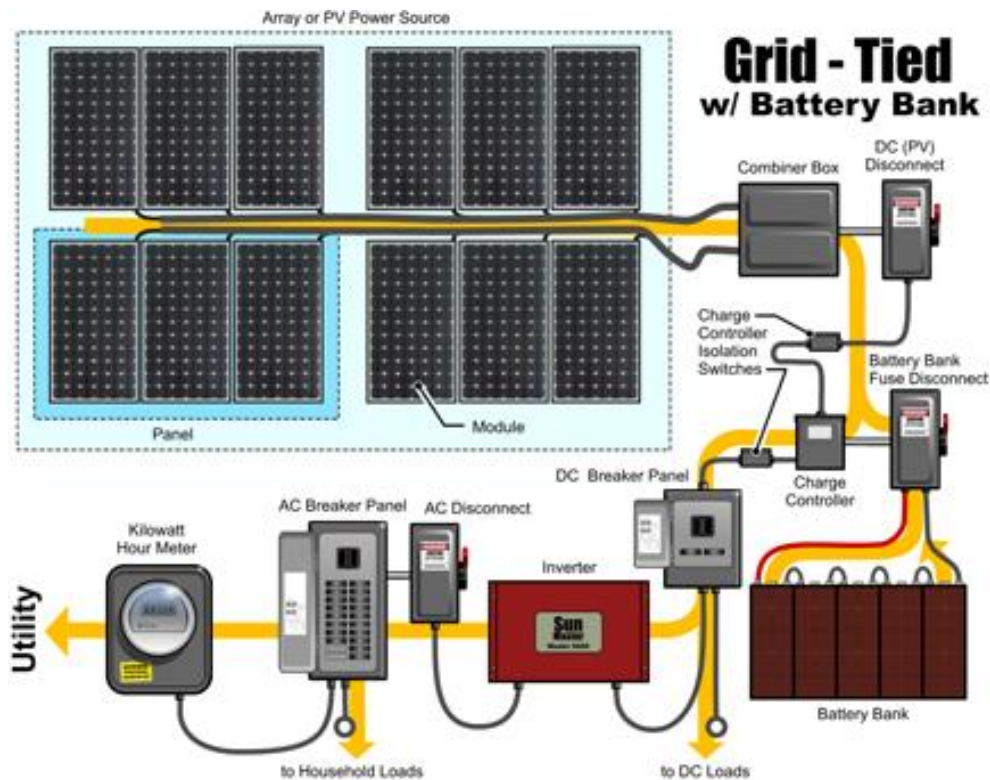 Array or PV Power Source
Grid - Tied
w/ Battery Bank
DC (PV)
Disconnect
Combiner Box
Charge
Controller
Isolation
Switches
Battery Bank
Fuse Disconnect
Panel
Module
DC Breaker Panel
Charge
Controller
AC Breaker Panel
AC Disconnect
Kilowatt
Hour Meter
Inverter
Utility
Sun
Battery Bank
to Household Loads
to DC Loads